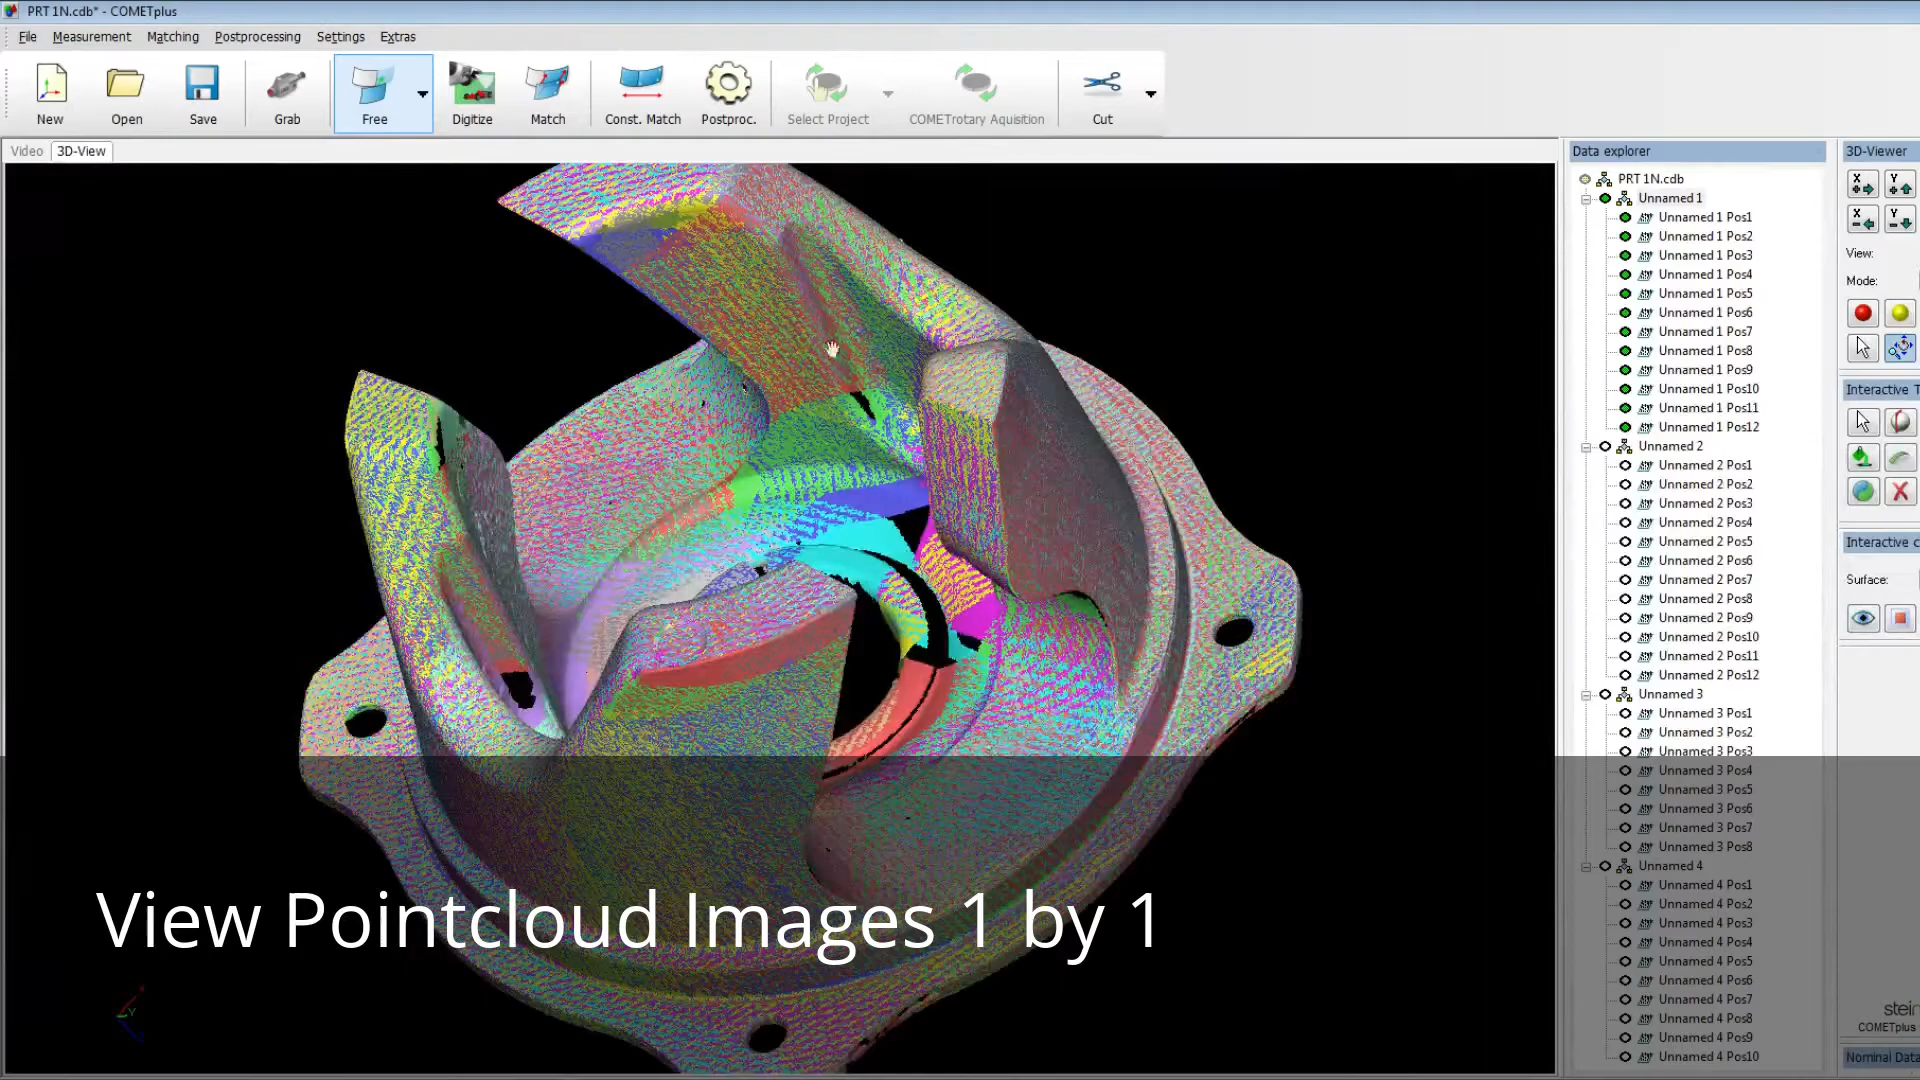 PRT 1N.cdb* - COMETplus
File Measurement Matching Postprocessing Settings Extras
New Open Save Grab Free Digitize Match Const. Match Postproc. Select Project COMETrotary Aquisition Cut
Video 3D-View
Data explorer
PRT 1N.cdb
Unnamed 1
Unnamed 1 Pos1
Unnamed 1 Pos2
Unnamed 1 Pos3
Unnamed 1 Pos4
Unnamed 1 Pos5
Unnamed 1 Pos6
Unnamed 1 Pos7
Unnamed 1 Pos8
Unnamed 1 Pos9
Unnamed 1 Pos10
Unnamed 1 Pos11
Unnamed 1 Pos12
Unnamed 2
Unnamed 2 Pos1
Unnamed 2 Pos2
Unnamed 2 Pos3
Unnamed 2 Pos4
Unnamed 2 Pos5
Unnamed 2 Pos6
Unnamed 2 Pos7
Unnamed 2 Pos8
Unnamed 2 Pos9
Unnamed 2 Pos10
Unnamed 2 Pos11
Unnamed 2 Pos12
Unnamed 3
Unnamed 3 Pos1
Unnamed 3 Pos2
Unnamed 3 Pos3
Unnamed 3 Pos4
Unnamed 3 Pos5
Unnamed 3 Pos6
Unnamed 3 Pos7
Unnamed 3 Pos8
Unnamed 4
Unnamed 4 Pos1
Unnamed 4 Pos2
Unnamed 4 Pos3
Unnamed 4 Pos4
Unnamed 4 Pos5
Unnamed 4 Pos6
Unnamed 4 Pos7
Unnamed 4 Pos8
Unnamed 4 Pos9
Unnamed 4 Pos10
3D-Viewer
X Y
X Y
View:
Mode:
Interactive T
Interactive c
Surface:
stein
COMETplus
Nominal Data
View Pointcloud Images 1 by 1
Y